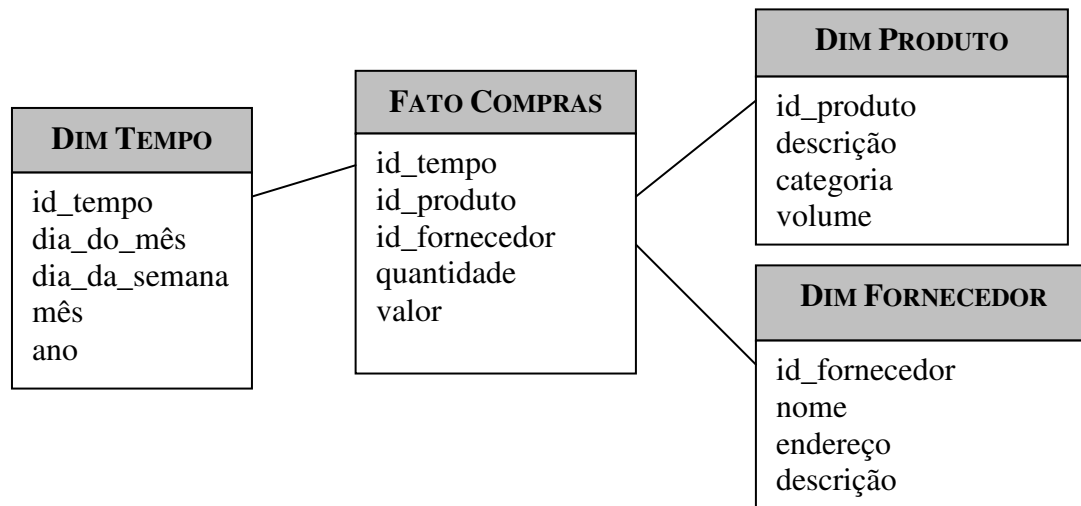 DIM TEMPO
id_tempo
dia_do_mês
dia_da_semana
mês
ano
FATO COMPRAS
id_tempo
id_produto
id_fornecedor
quantidade
valor
DIM PRODUTO
id_produto
descrição
categoria
volume
DIM FORNECEDOR
id_fornecedor
nome
endereço
descrição